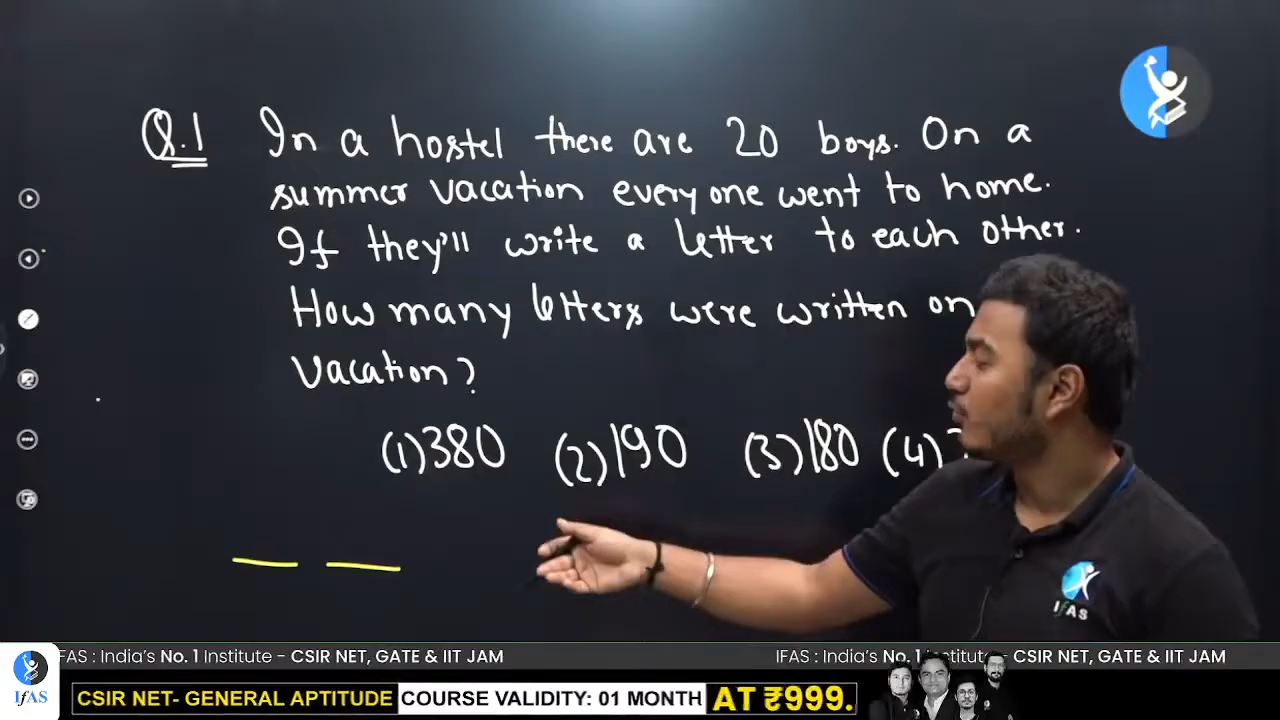 Q.1 In a hostel there are 20 boys. On a
summer vacation everyone went to home.
If they'll write a letter to each other.
How many letters were written on
vacation?
(1) 380 (2) 190 (3) 180 (4)
IFAS
IFAS : India's No. 1 Institute - CSIR NET, GATE & IIT JAM
IFAS : India's No. 1 Institute - CSIR NET, GATE & IIT JAM
IFAS
CSIR NET- GENERAL APTITUDE COURSE VALIDITY: 01 MONTH AT ₹999.